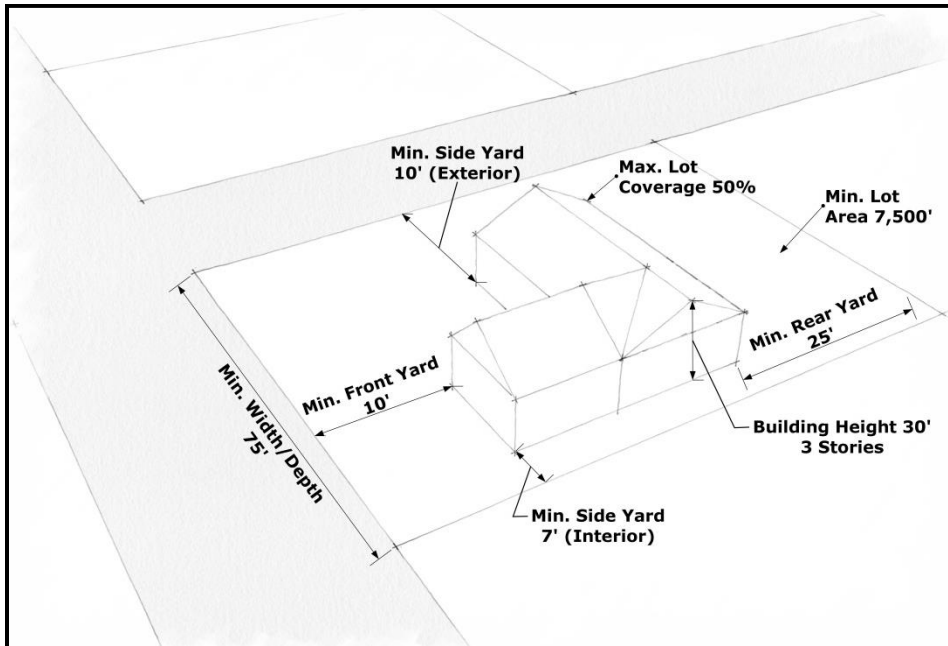 Min. Side Yard
10' (Exterior)
Max. Lot
Coverage 50%
Min. Lot
Area 7,500'
Min. Rear Yard
25'
Min. Front Yard
10'
Min. Width/Depth
75'
Building Height 30'
3 Stories
Min. Side Yard
7' (Interior)